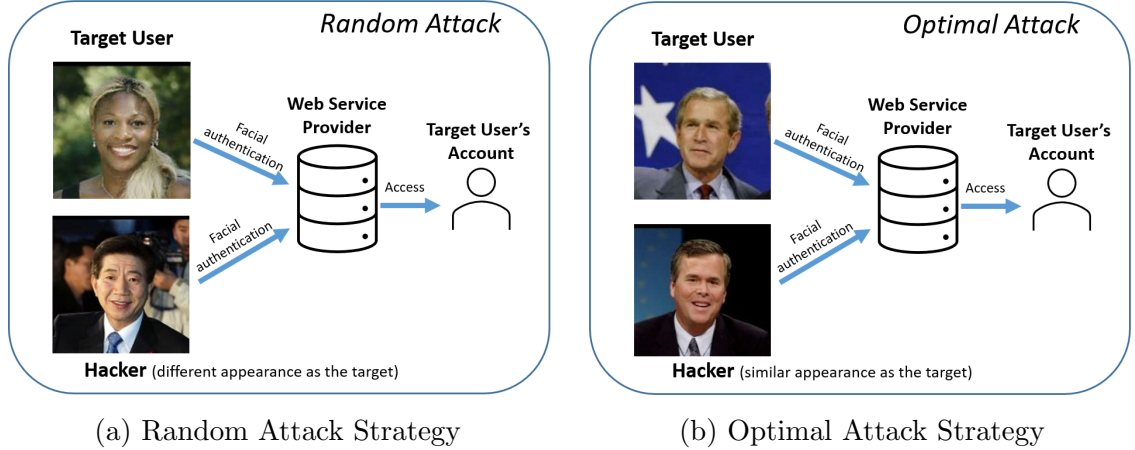 Random Attack
Target User
Web Service
Provider
Facial
authentication
Target User's
Account
Access
Facial
authentication
Hacker (different appearance as the target)
(a) Random Attack Strategy
Optimal Attack
Target User
Web Service
Provider
Facial
authentication
Target User's
Account
Access
Facial
authentication
Hacker (similar appearance as the target)
(b) Optimal Attack Strategy